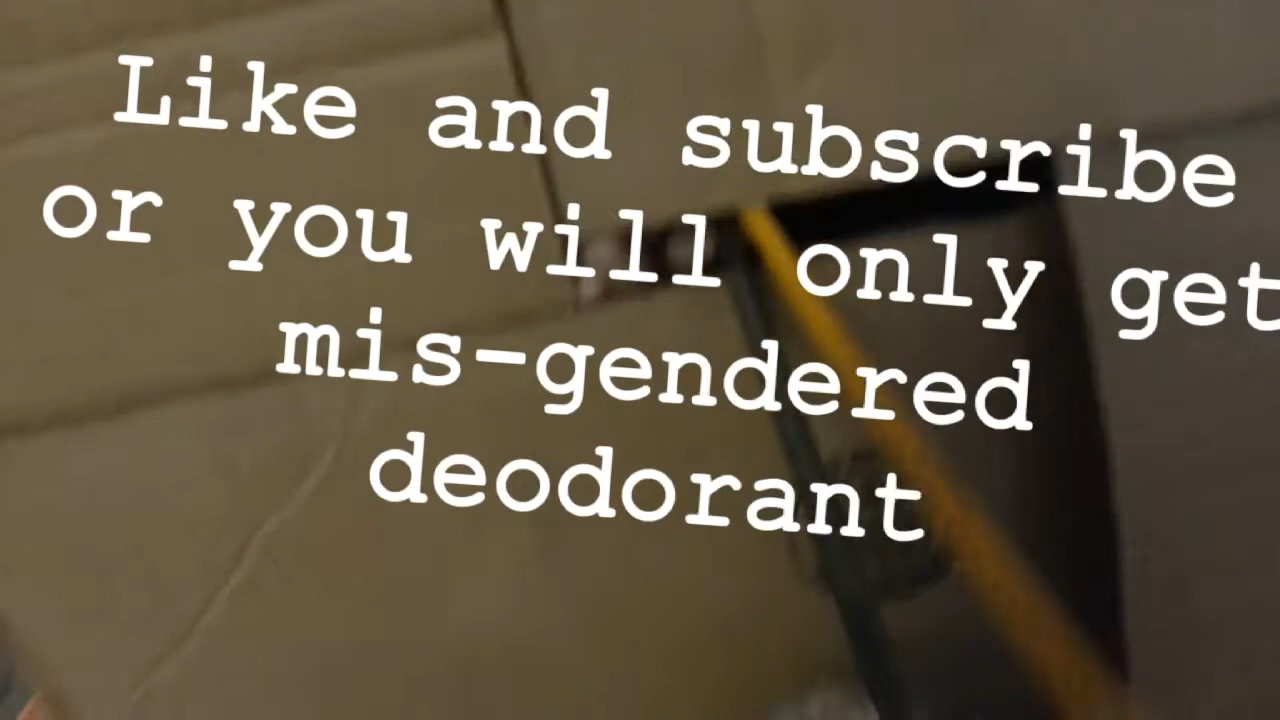 Like and subscribe
or you will only get
mis-gendered
deodorant